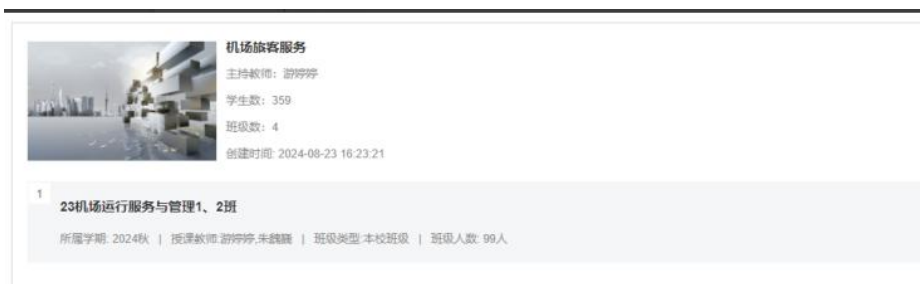 机场旅客服务
主持教师: 游婷婷
学生数: 359
班级数: 4
创建时间: 2024-08-23 16:23:21
1
23机场运行服务与管理1、2班
所属学期: 2024秋 | 授课教师:游婷婷,朱巍巍 | 班级类型:本校班级 | 班级人数: 99人